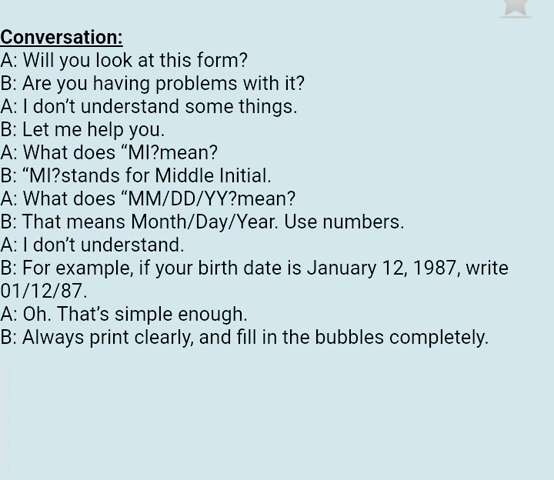 Conversation:
A: Will you look at this form?
B: Are you having problems with it?
A: I don’t understand some things.
B: Let me help you.
A: What does “MI?mean?
B: “MI?stands for Middle Initial.
A: What does “MM/DD/YY?mean?
B: That means Month/Day/Year. Use numbers.
A: I don’t understand.
B: For example, if your birth date is January 12, 1987, write
01/12/87.
A: Oh. That’s simple enough.
B: Always print clearly, and fill in the bubbles completely.